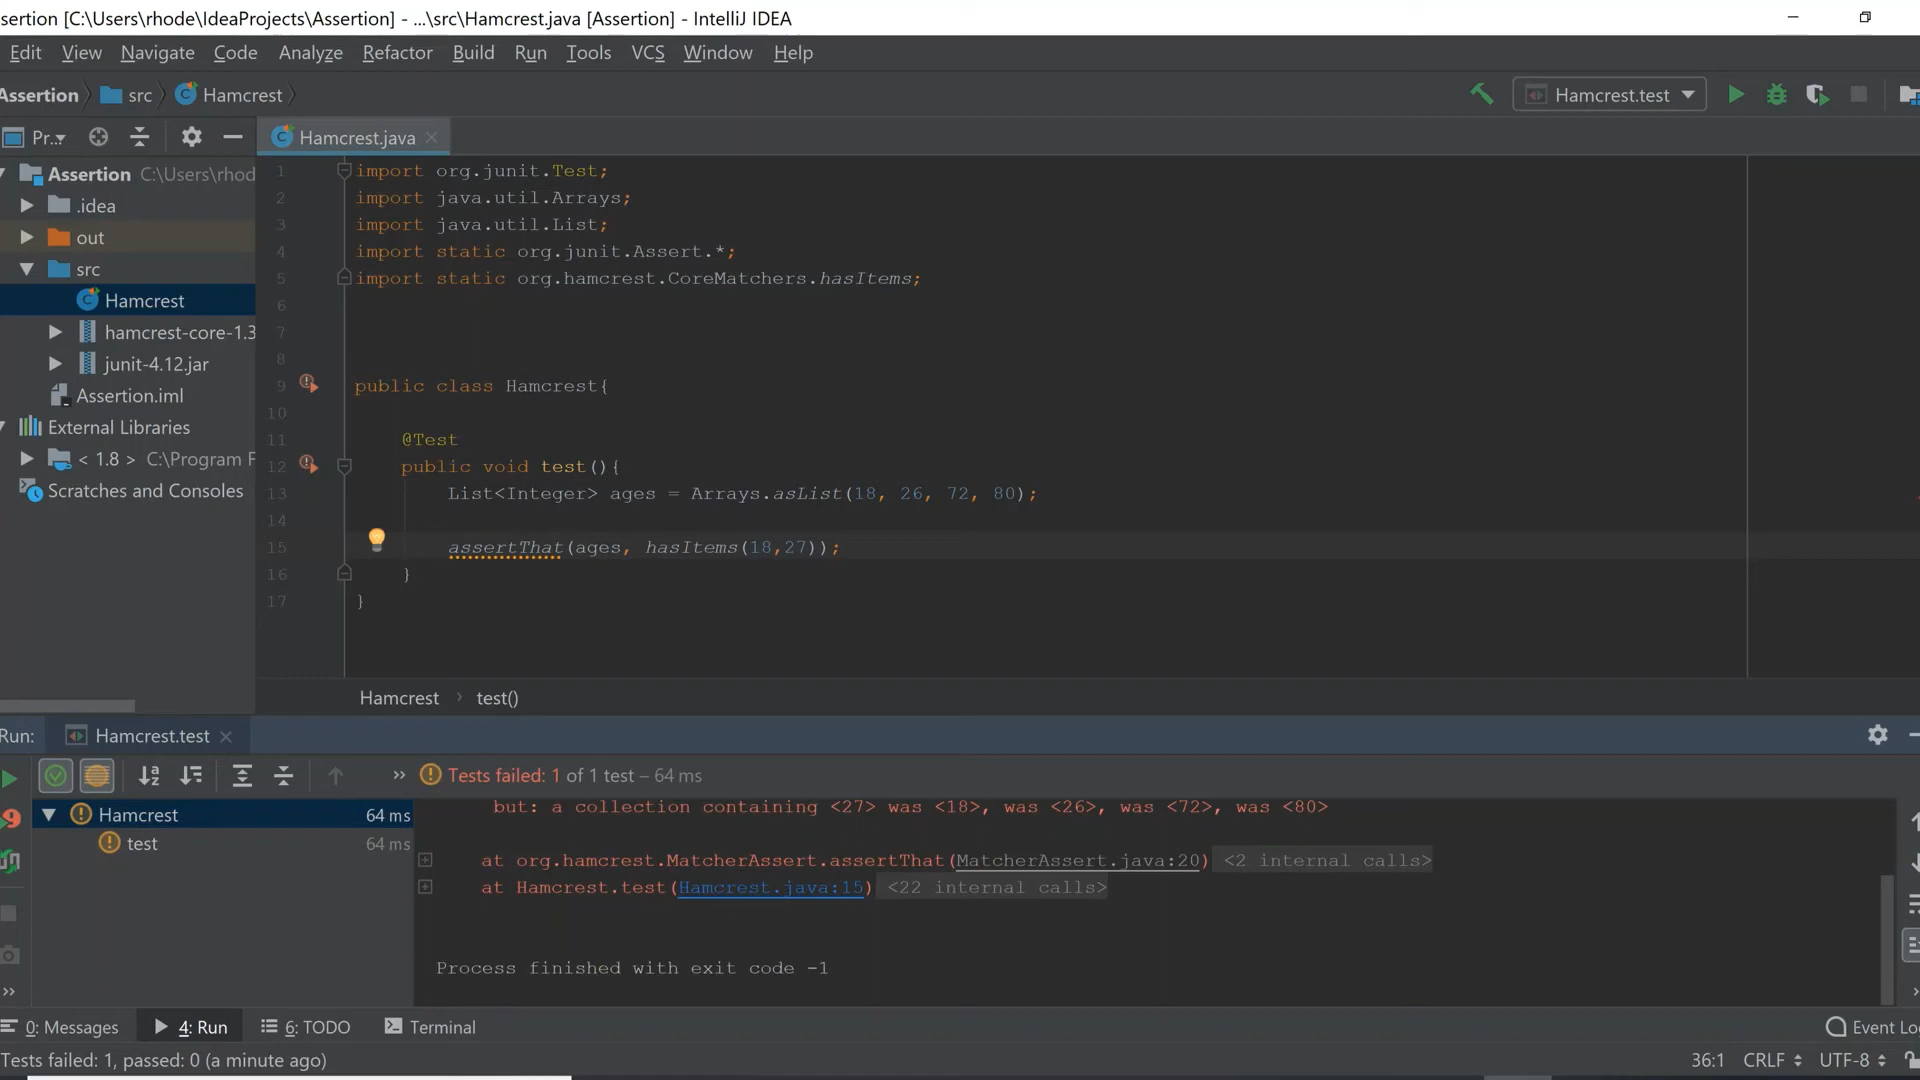 sertion [C:\Users\rhode\IdeaProjects\Assertion] - ...\src\Hamcrest.java [Assertion] - IntelliJ IDEA
Edit View Navigate Code Analyze Refactor Build Run Tools VCS Window Help
Assertion src Hamcrest Hamcrest.test
Pr... Hamcrest.java
Assertion C:\Users\rhod
.idea
out
src
Hamcrest
hamcrest-core-1.3
junit-4.12.jar
Assertion.iml
External Libraries
< 1.8 > C:\Program F
Scratches and Consoles
1 import org.junit.Test;
2 import java.util.Arrays;
3 import java.util.List;
4 import static org.junit.Assert.*;
5 import static org.hamcrest.CoreMatchers.hasItems;
6
7
8
9 public class Hamcrest{
10
11 @Test
12 public void test(){
13 List<Integer> ages = Arrays.asList(18, 26, 72, 80);
14
15 assertThat(ages, hasItems(18,27));
16 }
17 }
Hamcrest › test()
Run: Hamcrest.test
» Tests failed: 1 of 1 test – 64 ms
Hamcrest 64 ms
test 64 ms
but: a collection containing <27> was <18>, was <26>, was <72>, was <80>
at org.hamcrest.MatcherAssert.assertThat(MatcherAssert.java:20) <2 internal calls>
at Hamcrest.test(Hamcrest.java:15) <22 internal calls>
Process finished with exit code -1
0: Messages 4: Run 6: TODO Terminal Event Lo
Tests failed: 1, passed: 0 (a minute ago) 36:1 CRLF UTF-8